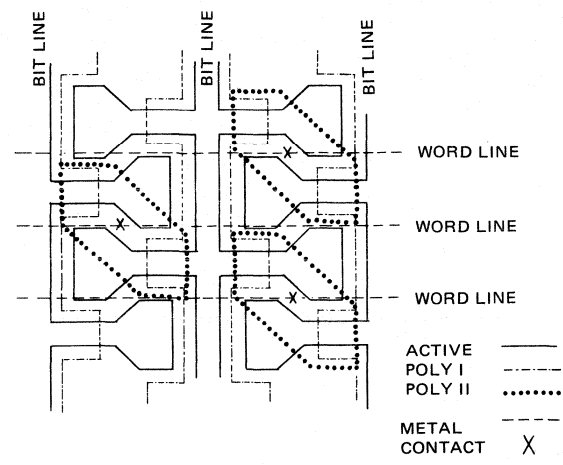 BIT LINE
BIT LINE
BIT LINE
WORD LINE
WORD LINE
WORD LINE
ACTIVE
POLY I
POLY II
METAL
CONTACT X